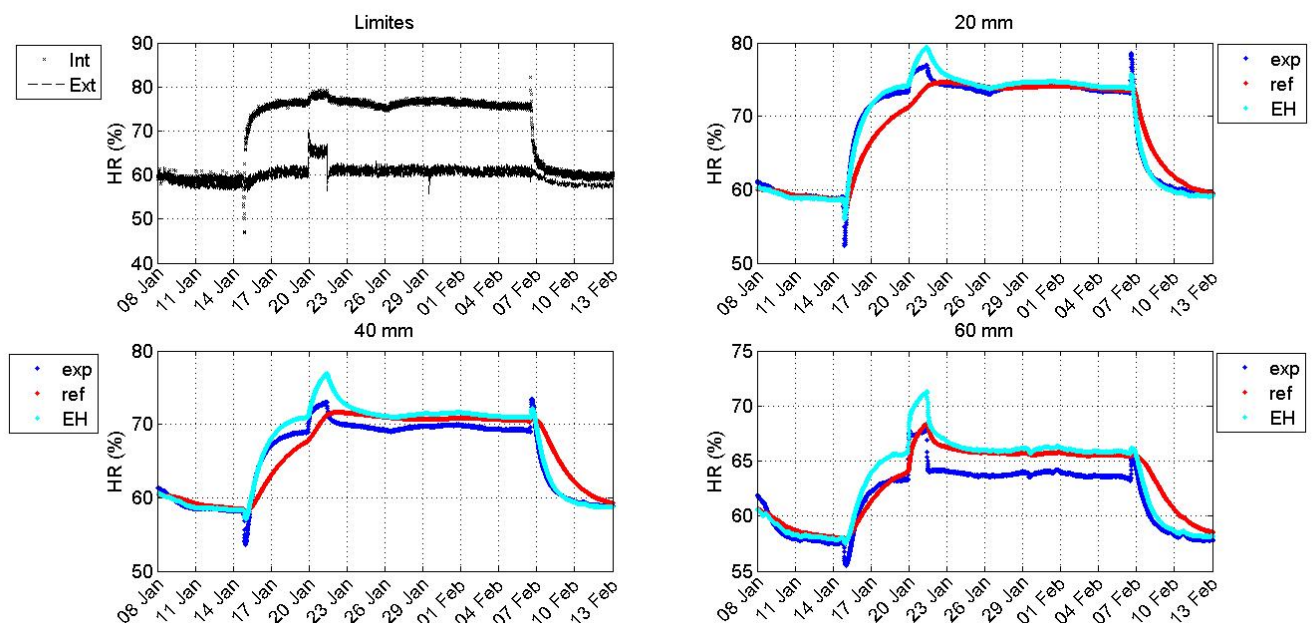 Limites
Int
Ext
HR (%)
90
80
70
60
50
40
08 Jan
11 Jan
14 Jan
17 Jan
20 Jan
23 Jan
26 Jan
29 Jan
01 Feb
04 Feb
07 Feb
10 Feb
13 Feb
20 mm
exp
ref
EH
HR (%)
80
70
60
50
08 Jan
11 Jan
14 Jan
17 Jan
20 Jan
23 Jan
26 Jan
29 Jan
01 Feb
04 Feb
07 Feb
10 Feb
13 Feb
40 mm
exp
ref
EH
HR (%)
80
70
60
50
08 Jan
11 Jan
14 Jan
17 Jan
20 Jan
23 Jan
26 Jan
29 Jan
01 Feb
04 Feb
07 Feb
10 Feb
13 Feb
60 mm
exp
ref
EH
HR (%)
75
70
65
60
55
08 Jan
11 Jan
14 Jan
17 Jan
20 Jan
23 Jan
26 Jan
29 Jan
01 Feb
04 Feb
07 Feb
10 Feb
13 Feb